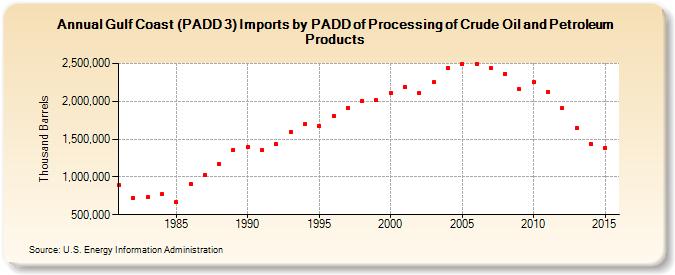 Annual Gulf Coast (PADD 3) Imports by PADD of Processing of Crude Oil and Petroleum
Products
Thousand Barrels
2,500,000
2,000,000
1,500,000
1,000,000
500,000
1985 1990 1995 2000 2005 2010 2015
Source: U.S. Energy Information Administration